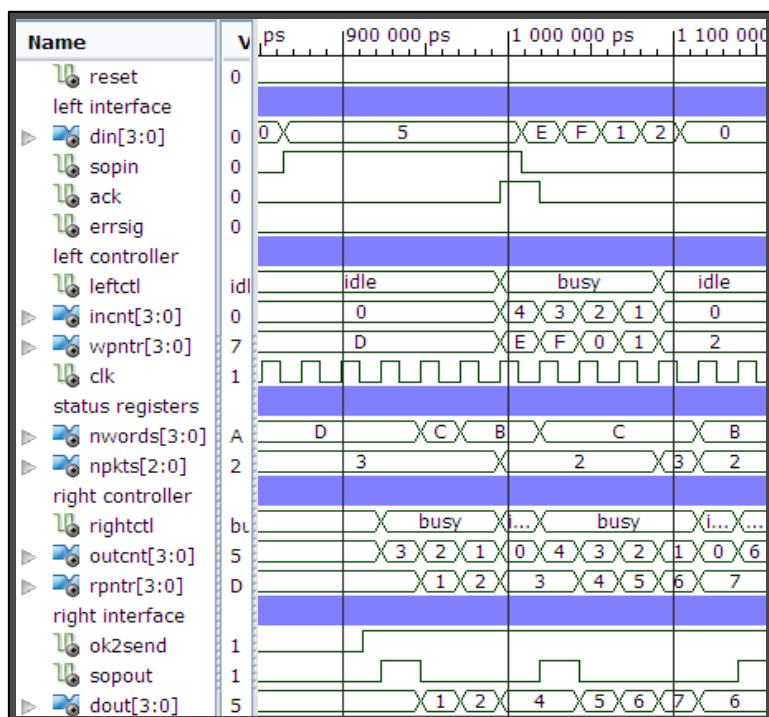 Name V ps 900 000 ps 1 000 000 ps 1 100 000
reset 0
left interface
din[3:0] 0 0 5 E F 1 2 0
sopin 0
ack 0
errsig 0
left controller
leftctl idl idle busy idle
incnt[3:0] 0 0 4 3 2 1 0
wpntr[3:0] 7 D E F 0 1 2
clk 1
status registers
nwords[3:0] A D C B C B
npkts[2:0] 2 3 2 3 2
right controller
rightctl bu busy i... busy i... ...
outcnt[3:0] 5 3 2 1 0 4 3 2 1 0 6
rpntr[3:0] D 1 2 3 4 5 6 7
right interface
ok2send 1
sopout 1
dout[3:0] 5 1 2 4 5 6 7 6